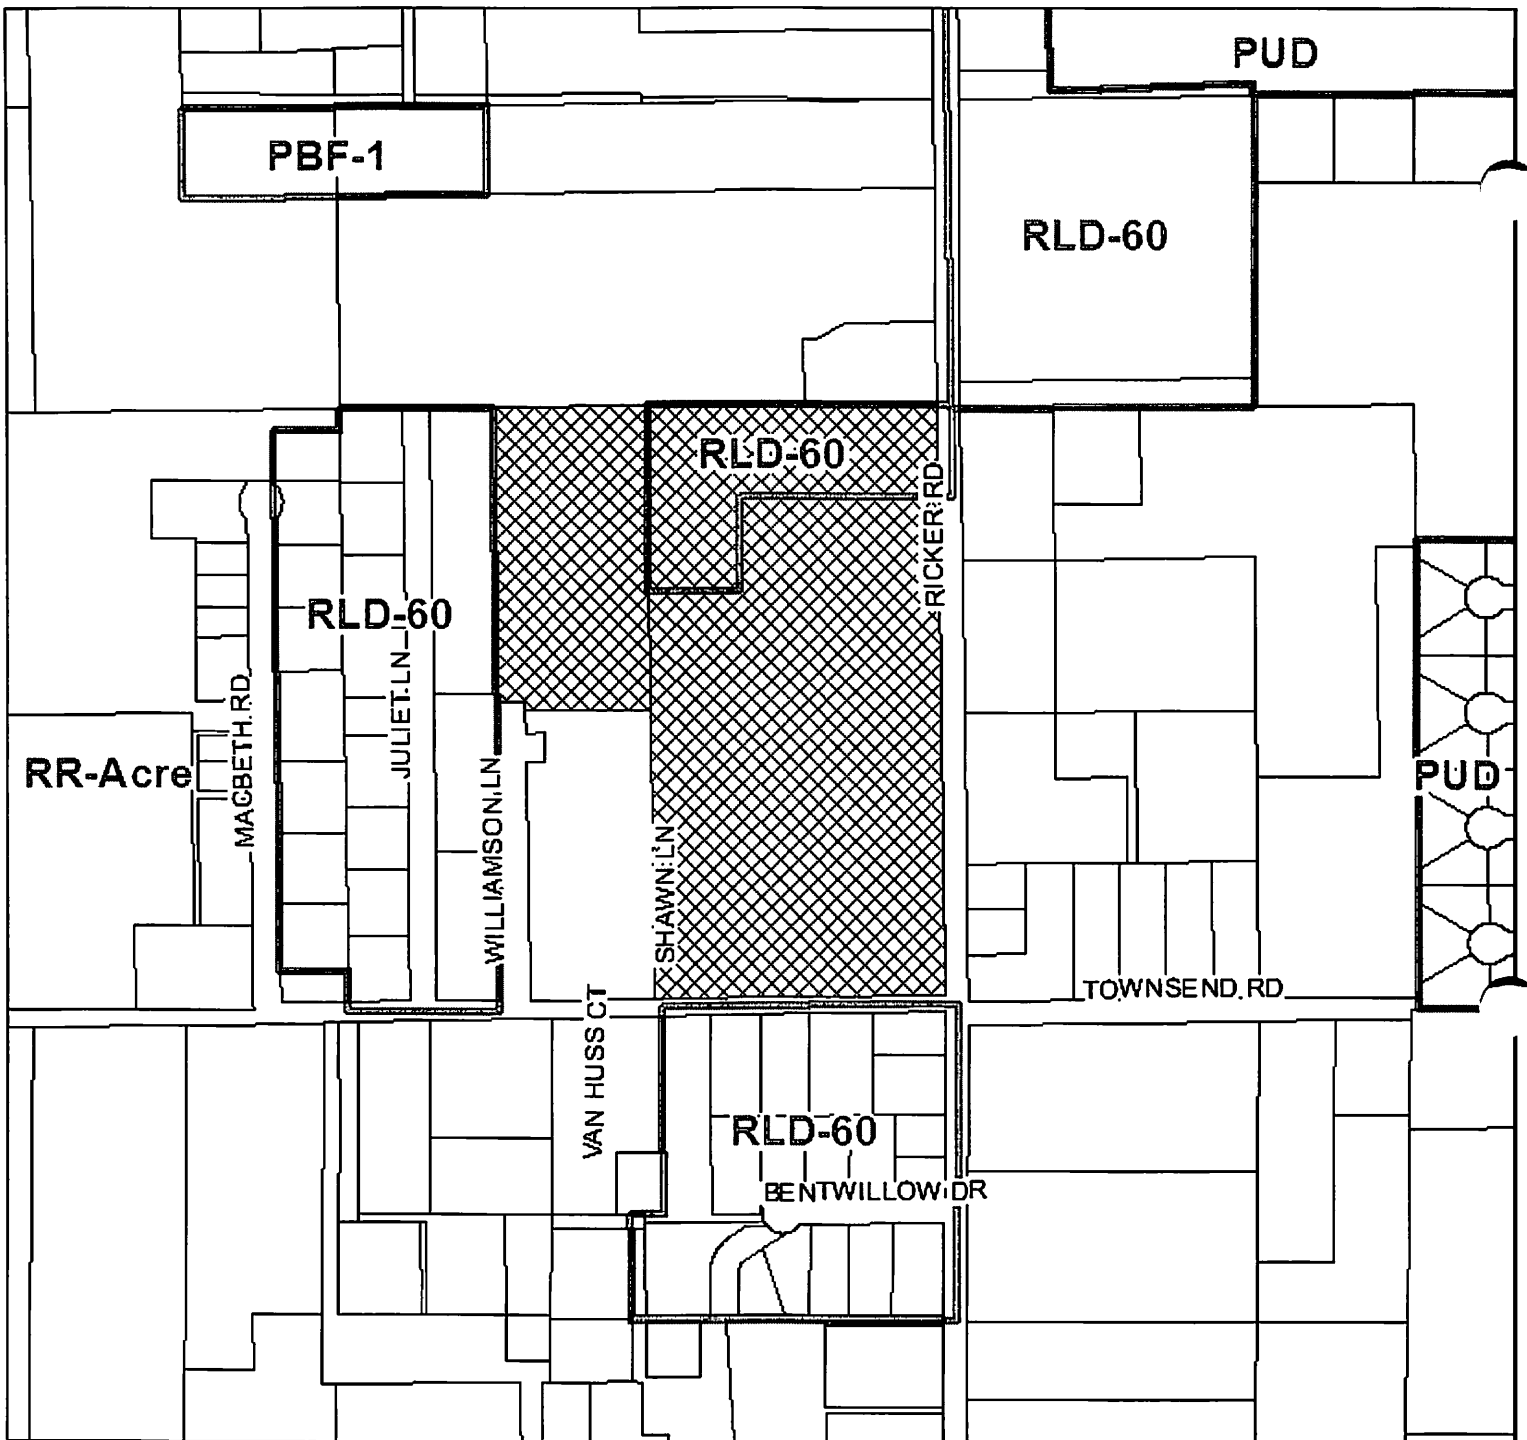 PUD
PBF-1
RLD-60
RLD-60
RICKER RD
RLD-60
JULIET LN
MACBETH RD
RR-Acre
WILLIAMSON LN
SHAWN LN
PUD
TOWNSEND RD
VAN HUSS CT
RLD-60
BENTWILLOW DR